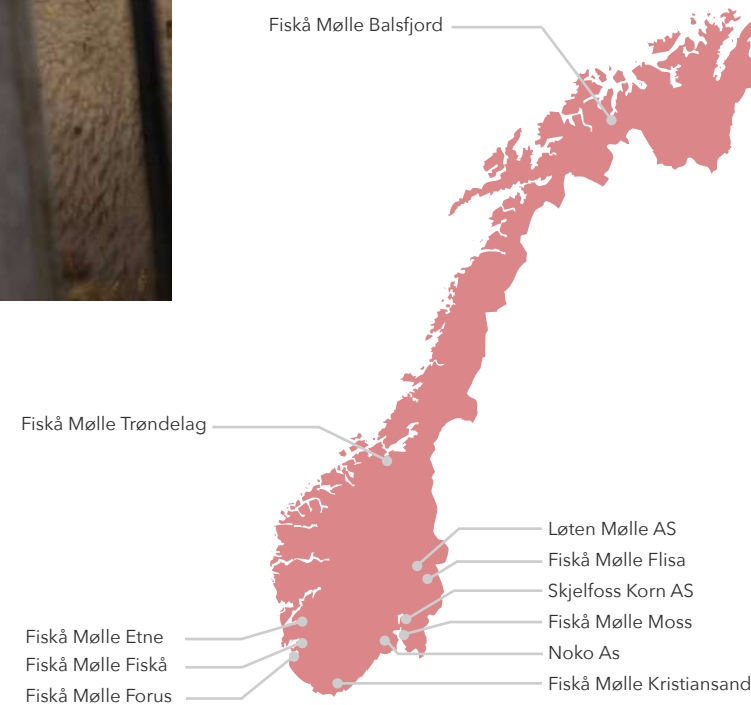 Fiskå Mølle Balsfjord
Fiskå Mølle Trøndelag
Løten Mølle AS
Fiskå Mølle Flisa
Skjelfoss Korn AS
Fiskå Mølle Moss
Noko As
Fiskå Mølle Kristiansand
Fiskå Mølle Etne
Fiskå Mølle Fiskå
Fiskå Mølle Forus